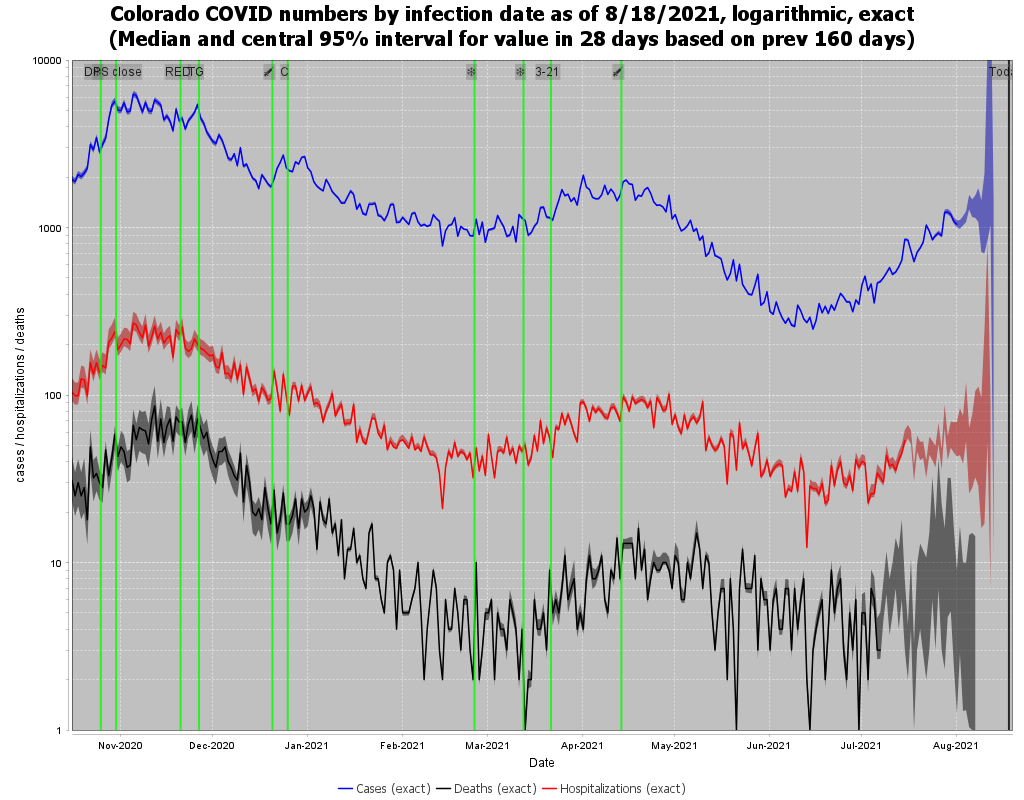 Colorado COVID numbers by infection date as of 8/18/2021, logarithmic, exact
(Median and central 95% interval for value in 28 days based on prev 160 days)
10000
1000
100
10
1
cases / hospitalizations / deaths
close
RED
TG
C
3-21
Toda
Nov-2020
Dec-2020
Jan-2021
Feb-2021
Mar-2021
Apr-2021
May-2021
Jun-2021
Jul-2021
Aug-2021
Date
Cases (exact)
Deaths (exact)
Hospitalizations (exact)